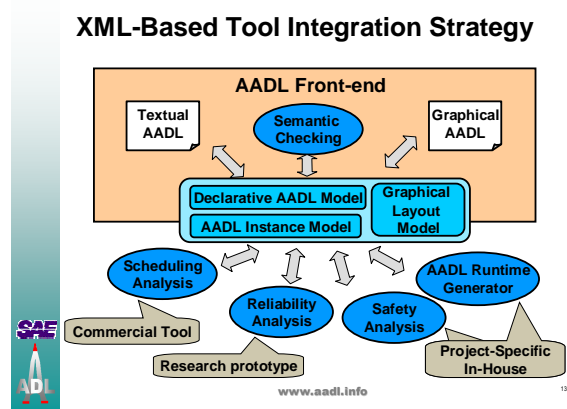 XML-Based Tool Integration Strategy
AADL Front-end
Textual
AADL
Semantic
Checking
Graphical
AADL
Declarative AADL Model
AADL Instance Model
Graphical
Layout
Model
Scheduling
Analysis
Reliability
Analysis
Safety
Analysis
AADL Runtime
Generator
Commercial Tool
Research prototype
Project-Specific
In-House
SAE
ADL
www.aadl.info
13